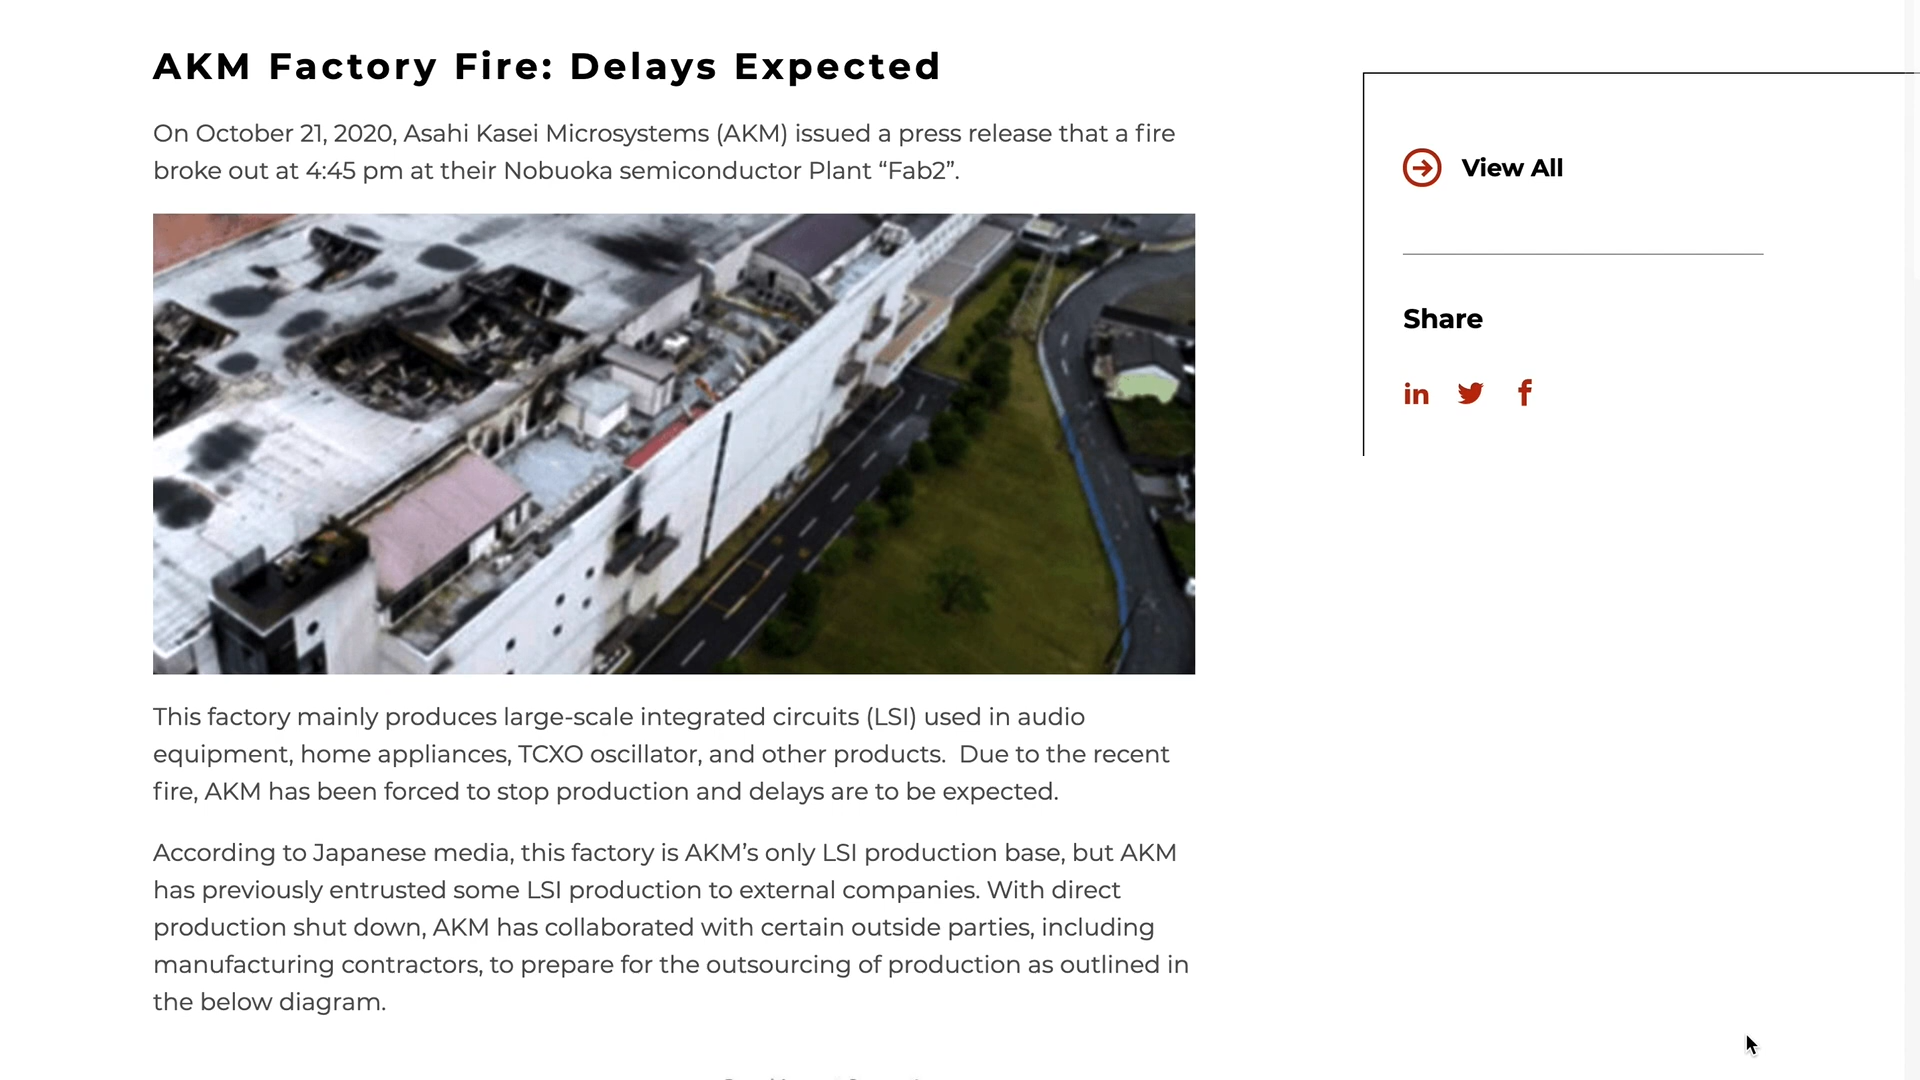 AKM Factory Fire: Delays Expected
On October 21, 2020, Asahi Kasei Microsystems (AKM) issued a press release that a fire
broke out at 4:45 pm at their Nobuoka semiconductor Plant “Fab2”.
View All
Share
This factory mainly produces large-scale integrated circuits (LSI) used in audio
equipment, home appliances, TCXO oscillator, and other products.  Due to the recent
fire, AKM has been forced to stop production and delays are to be expected.
According to Japanese media, this factory is AKM’s only LSI production base, but AKM
has previously entrusted some LSI production to external companies. With direct
production shut down, AKM has collaborated with certain outside parties, including
manufacturing contractors, to prepare for the outsourcing of production as outlined in
the below diagram.